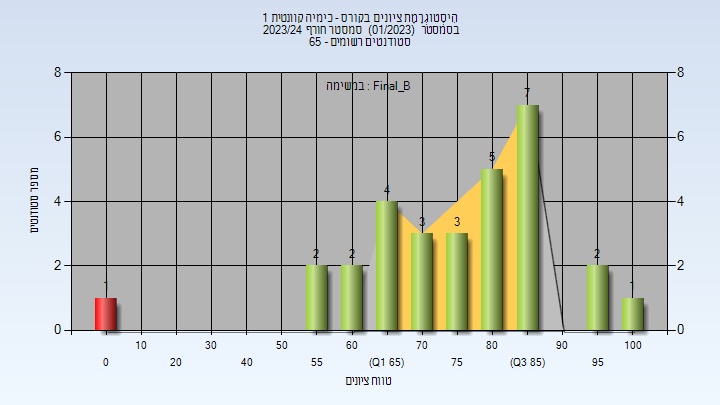 היסטוגרמת ציונים בקורס - כימיה קוונטית 1
בסמסטר (01/2023) סמסטר חורף 2023/24
סטודנטים רשומים - 65
במשימה : Final_B
מספר סטודנטים
8 8
6 6
4 4
2 2
0 0
1 2 2 4 3 3 5 7 2 1
10 30 50 60 70 80 90 100
0 20 40 55 (Q1 65) 75 (Q3 85) 95
טווח ציונים